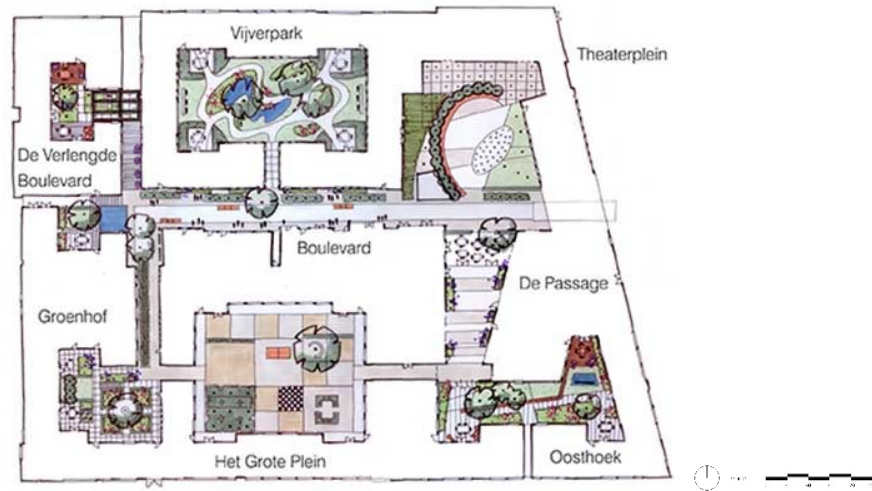 Vijverpark
Theaterplein
De Verlengde
Boulevard
Boulevard
De Passage
Groenhof
Het Grote Plein
Oosthoek